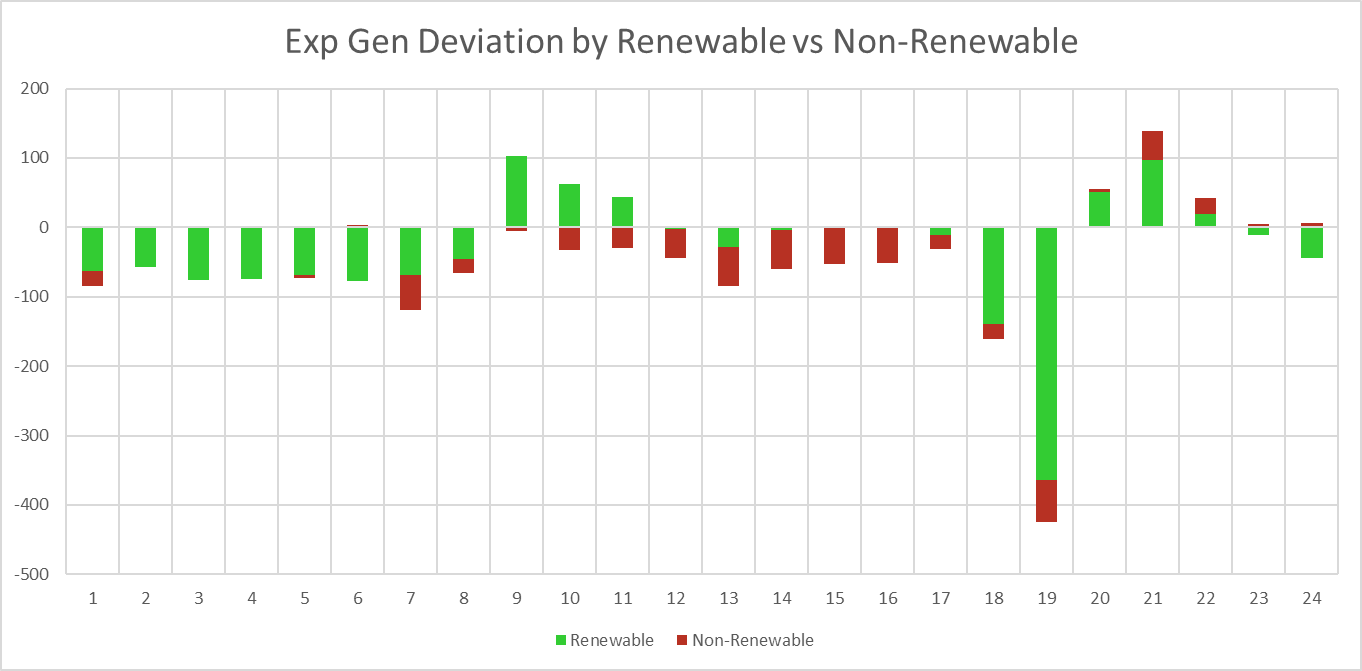 Exp Gen Deviation by Renewable vs Non-Renewable
200
100
0
-100
-200
-300
-400
-500
1 2 3 4 5 6 7 8 9 10 11 12 13 14 15 16 17 18 19 20 21 22 23 24
Renewable Non-Renewable